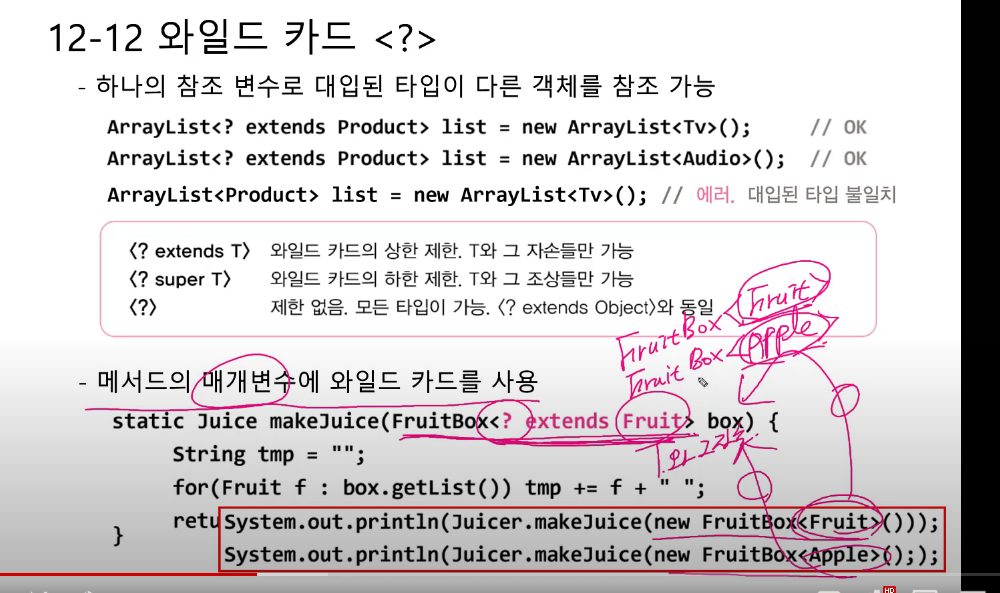 12-12 와일드 카드 <?>
- 하나의 참조 변수로 대입된 타입이 다른 객체를 참조 가능
ArrayList<? extends Product> list = new ArrayList<Tv>(); // OK
ArrayList<? extends Product> list = new ArrayList<Audio>(); // OK
ArrayList<Product> list = new ArrayList<Tv>(); // 에러. 대입된 타입 불일치
<? extends T> 와일드 카드의 상한 제한. T와 그 자손들만 가능
<? super T> 와일드 카드의 하한 제한. T와 그 조상들만 가능
<?> 제한 없음. 모든 타입이 가능. <? extends Object>와 동일
FruitBox<Fruit>
FruitBox<Apple>
- 메서드의 매개변수에 와일드 카드를 사용
static Juice makeJuice(FruitBox<? extends Fruit> box) {
T와 그자손
String tmp = "";
for(Fruit f : box.getList()) tmp += f + " ";
retu
System.out.println(Juicer.makeJuice(new FruitBox<Fruit>()));
}
System.out.println(Juicer.makeJuice(new FruitBox<Apple>();););